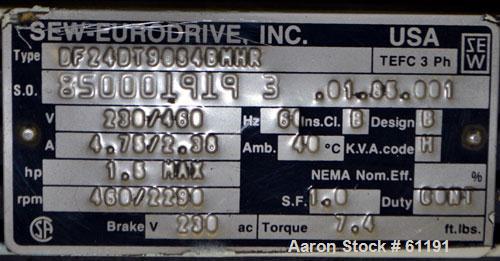 SEW-EURODRIVE, INC. USA
Type DF24DT90S4BMHR TEFC 3 Ph SEW
S.O. 850001919 3 .01.85.001
V 230/460 Hz 60 Ins.Cl. B Design B
A 4.75/2.38 Amb. 40 °C K.V.A.code M
hp 1.5 MAX NEMA Nom.Eff. %
rpm 460/2290 S.F. 1.0 Duty CONT
SA Brake V 230 ac Torque 7.4 ft.lbs.
Aaron Stock # 61191